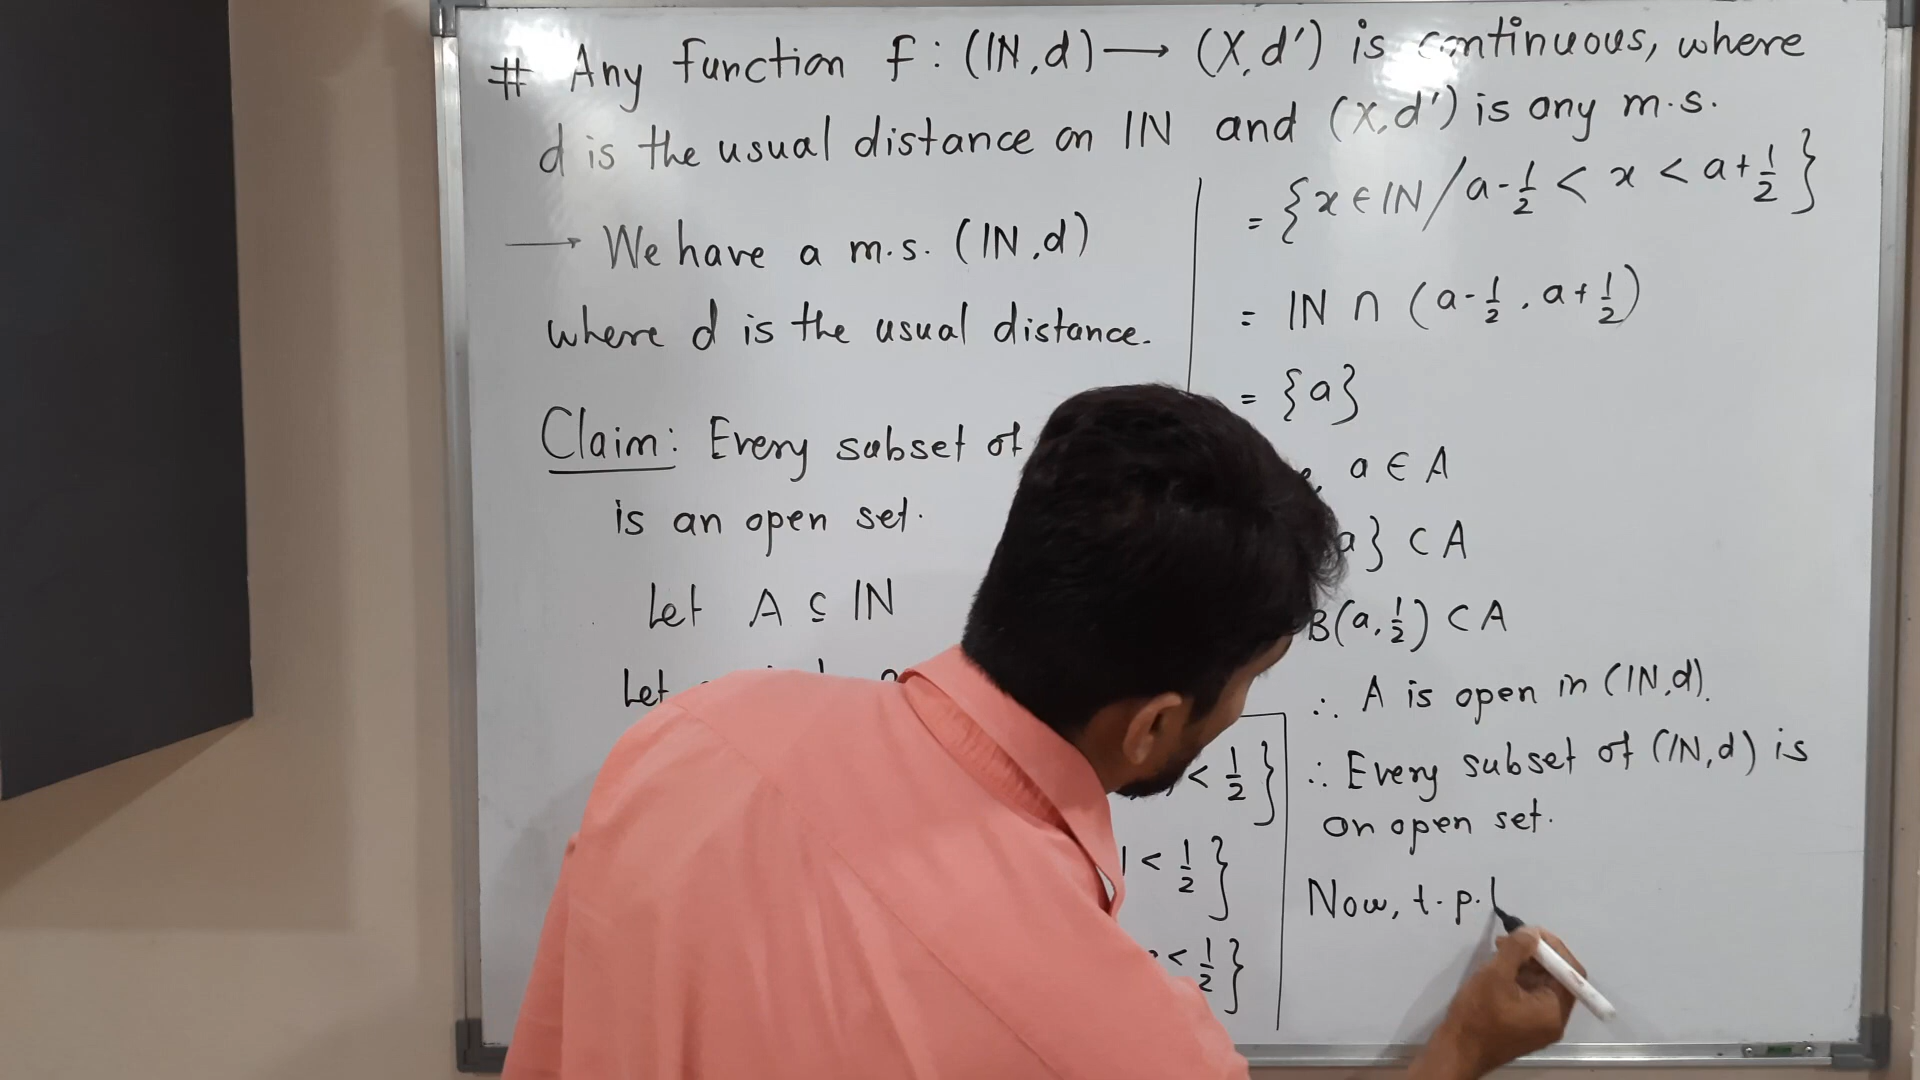 # Any function f : (IN, d) → (X, d') is continuous, where
d is the usual distance on IN and (X, d') is any m.s.
→ We have a m.s. (IN, d)
where d is the usual distance.
Claim: Every subset of
is an open set.
Let A ⊆ IN
Let
< 1/2 }
| < 1/2 }
< 1/2 }
= { x ∈ IN / a - 1/2 < x < a + 1/2 }
= IN ∩ (a - 1/2, a + 1/2)
= {a}
a ∈ A
a} ⊂ A
B(a, 1/2) ⊂ A
∴ A is open in (IN, d).
∴ Every subset of (IN, d) is
an open set.
Now, t.p.